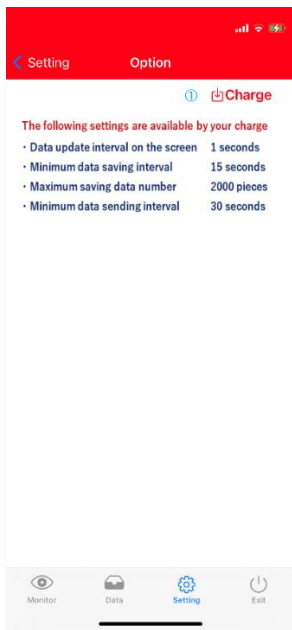 Setting Option
① Charge
The following settings are available by your charge
・Data update interval on the screen 1 seconds
・Minimum data saving interval 15 seconds
・Maximum saving data number 2000 pieces
・Minimum data sending interval 30 seconds
Monitor Data Setting Exit